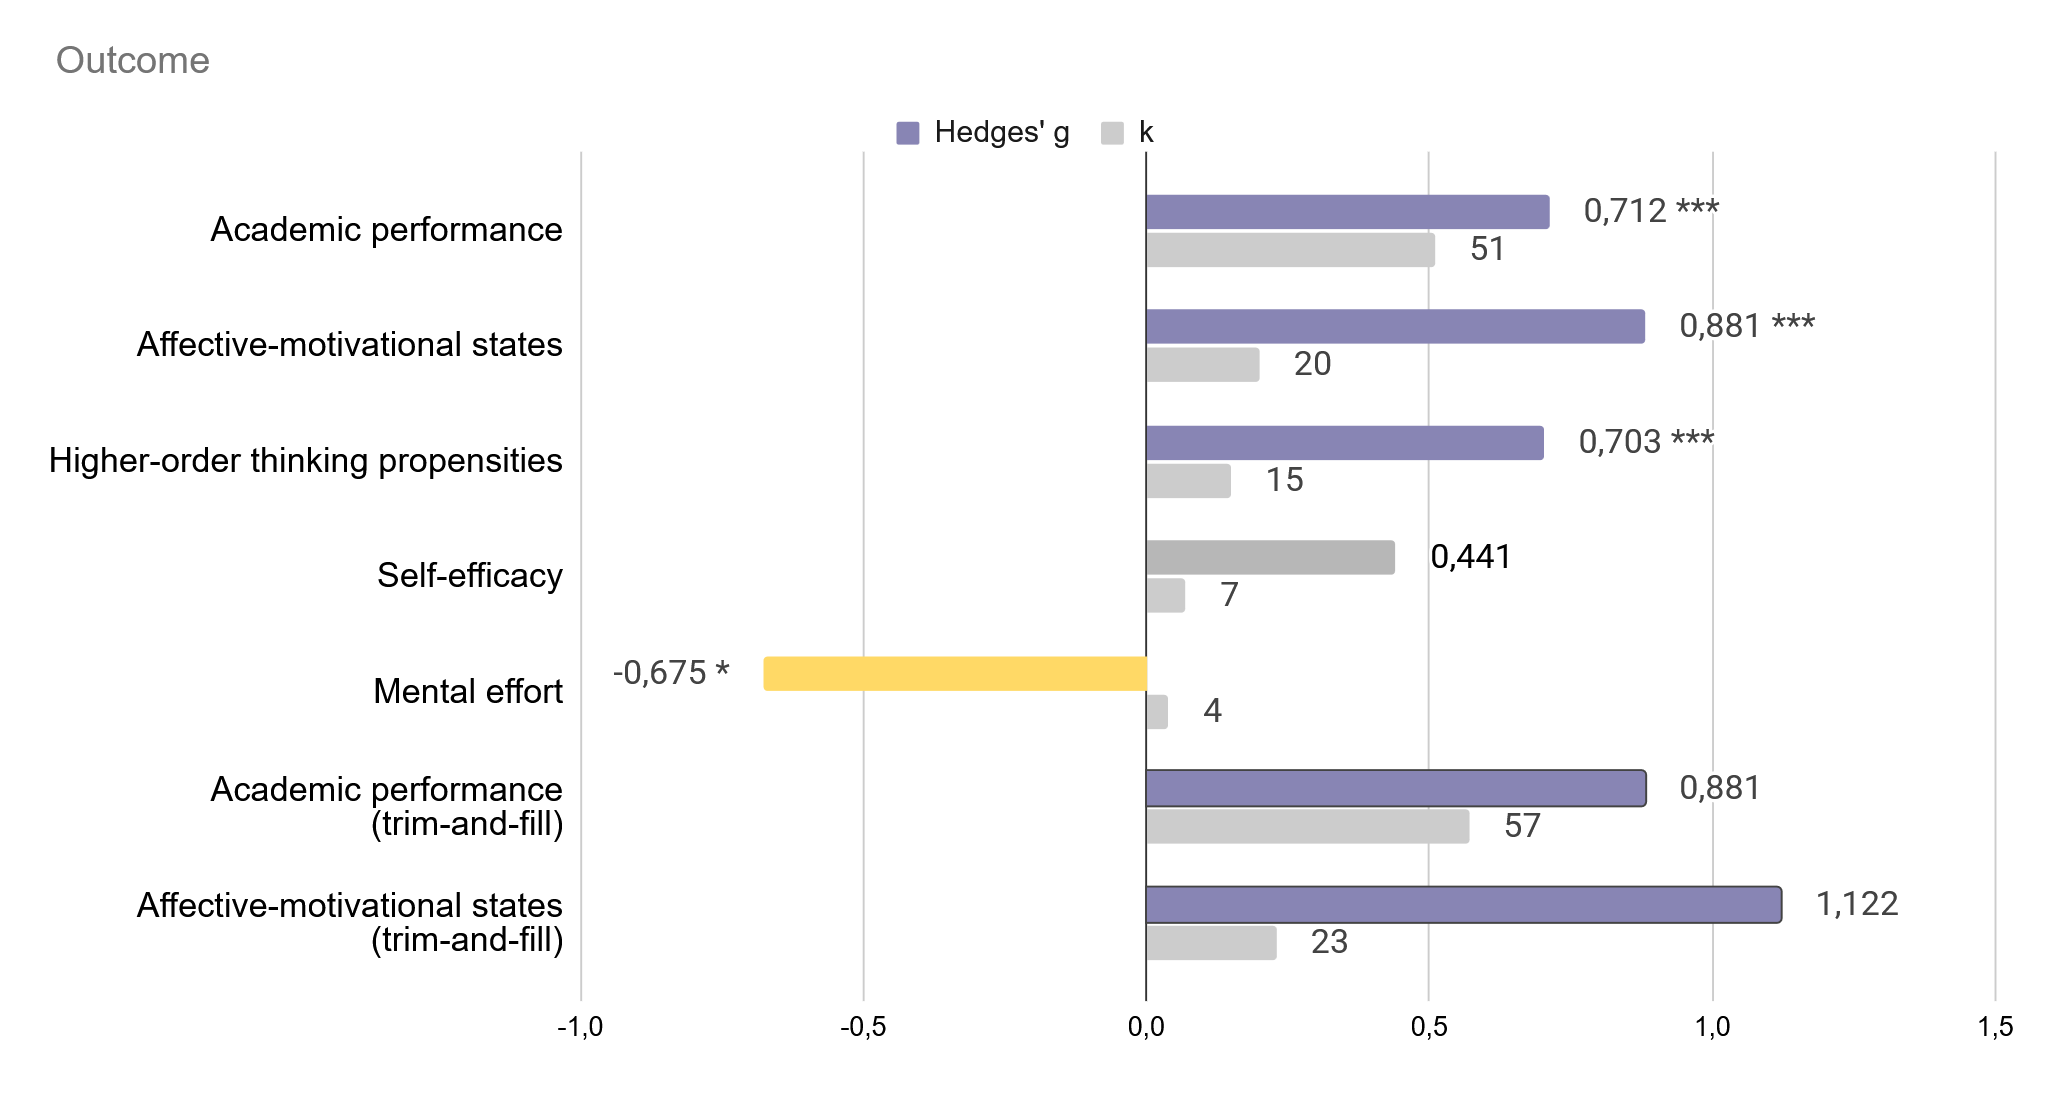 Outcome
Hedges' g k
Academic performance
0,712 ***
51
Affective-motivational states
0,881 ***
20
Higher-order thinking propensities
0,703 ***
15
Self-efficacy
0,441
7
Mental effort
-0,675 *
4
Academic performance
(trim-and-fill)
0,881
57
Affective-motivational states
(trim-and-fill)
1,122
23
-1,0 -0,5 0,0 0,5 1,0 1,5